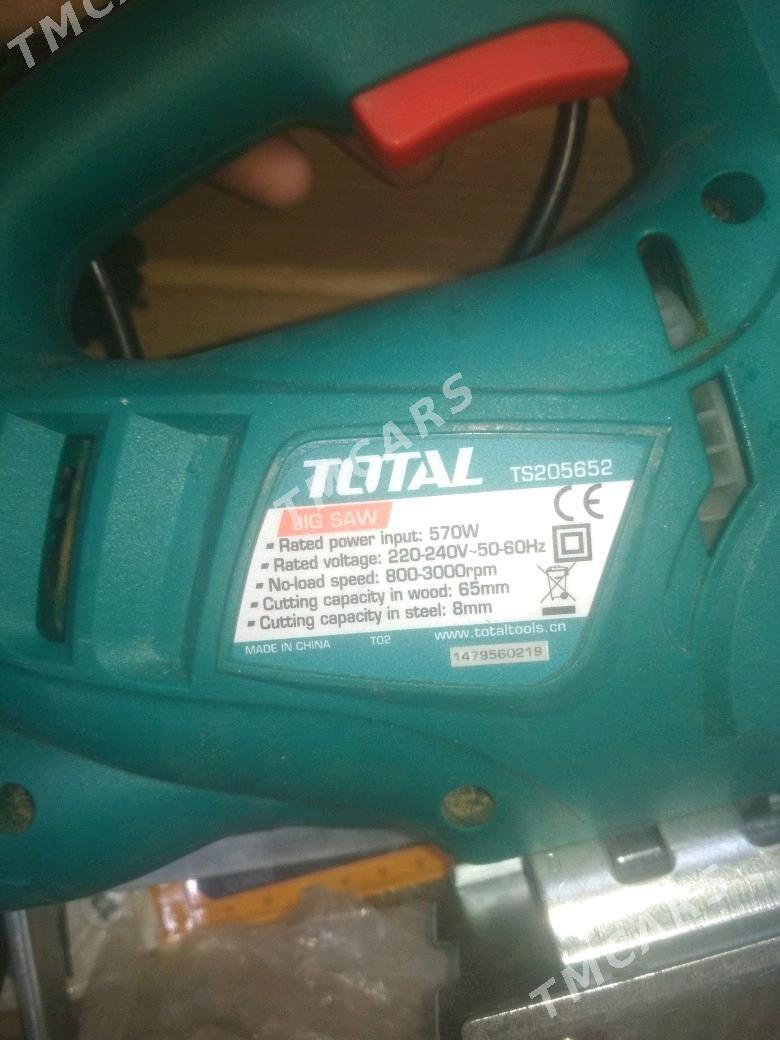 TMCARS
TMCARS
TOTAL
TS205652
JIG SAW
CE
▪ Rated power input: 570W
▪ Rated voltage: 220-240V~50-60Hz
▪ No-load speed: 800-3000rpm
▪ Cutting capacity in wood: 65mm
▪ Cutting capacity in steel: 8mm
MADE IN CHINA T02 www.totaltools.cn
1479560219
TMCARS